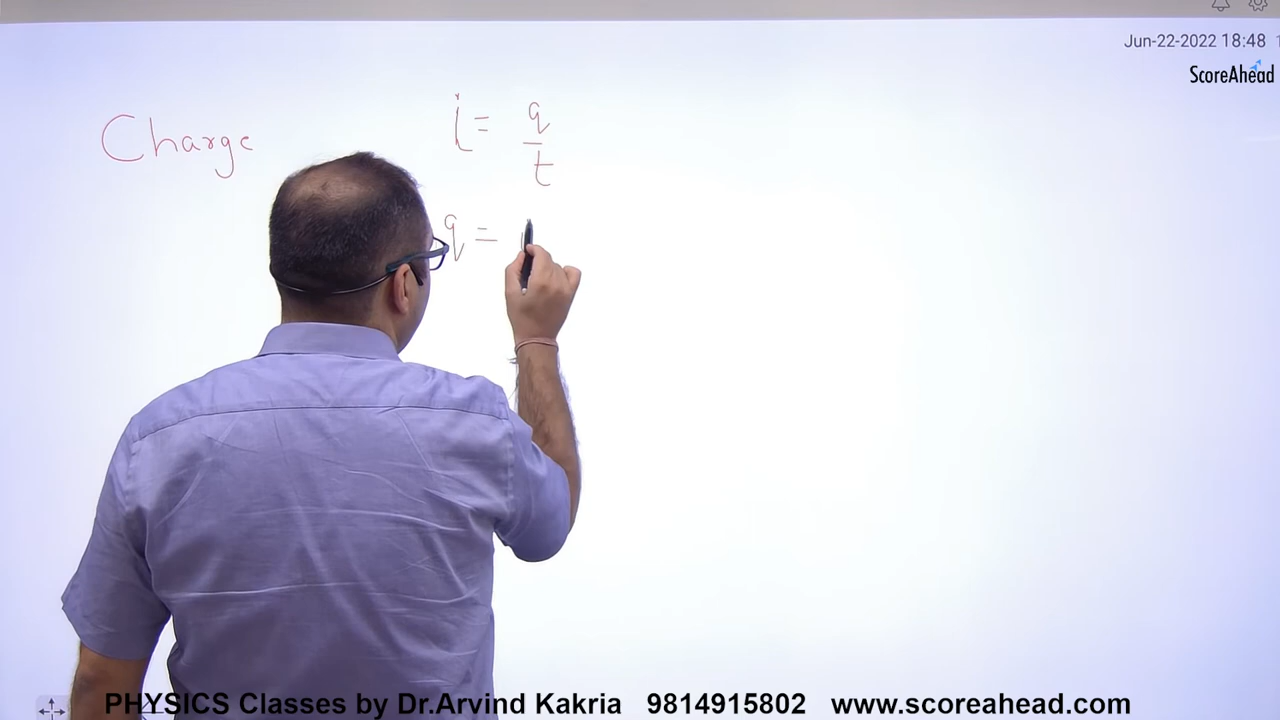 Jun-22-2022 18:48
ScoreAhead
Charge
i = q/t
q =
PHYSICS Classes by Dr.Arvind Kakria 9814915802 www.scoreahead.com